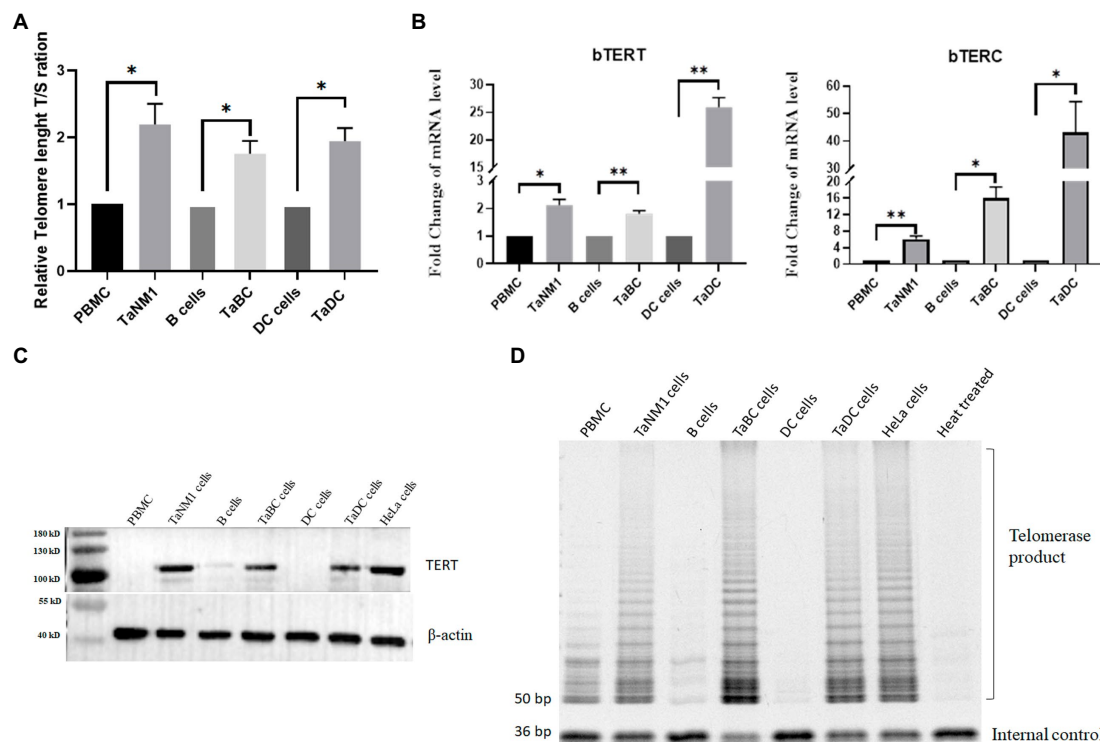 A
Relative Telomere lenght T/S ration
3
2
1
0
*
*
*
PBMC
TaNM1
B cells
TaBC
DC cells
TaDC
B
bTERT
Fold Change of mRNA level
30
25
20
15
10
5
4
3
2
1
0
*
**
**
PBMC
TaNM1
B cells
TaBC
DC cells
TaDC
bTERC
Fold Change of mRNA level
60
50
40
30
20
16
12
8
4
0
**
*
*
PBMC
TaNM1
B cells
TaBC
DC cells
TaDC
C
PBMC
TaNM1 cells
B cells
TaBC cells
DC cells
TaDC cells
HeLa cells
180 kD
130 kD
100 kD
TERT
55 kD
40 kD
β-actin
D
PBMC
TaNM1 cells
B cells
TaBC cells
DC cells
TaDC cells
HeLa cells
Heat treated
Telomerase
product
50 bp
36 bp
Internal control